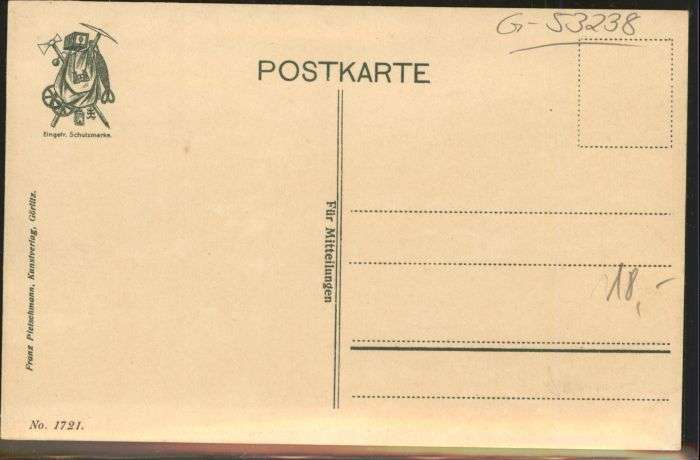 G-53238
POSTKARTE
Eingetr. Schutzmarke.
Franz Pietschmann, Kunstverlag, Görlitz.
Für Mitteilungen
18,-
No. 1721.